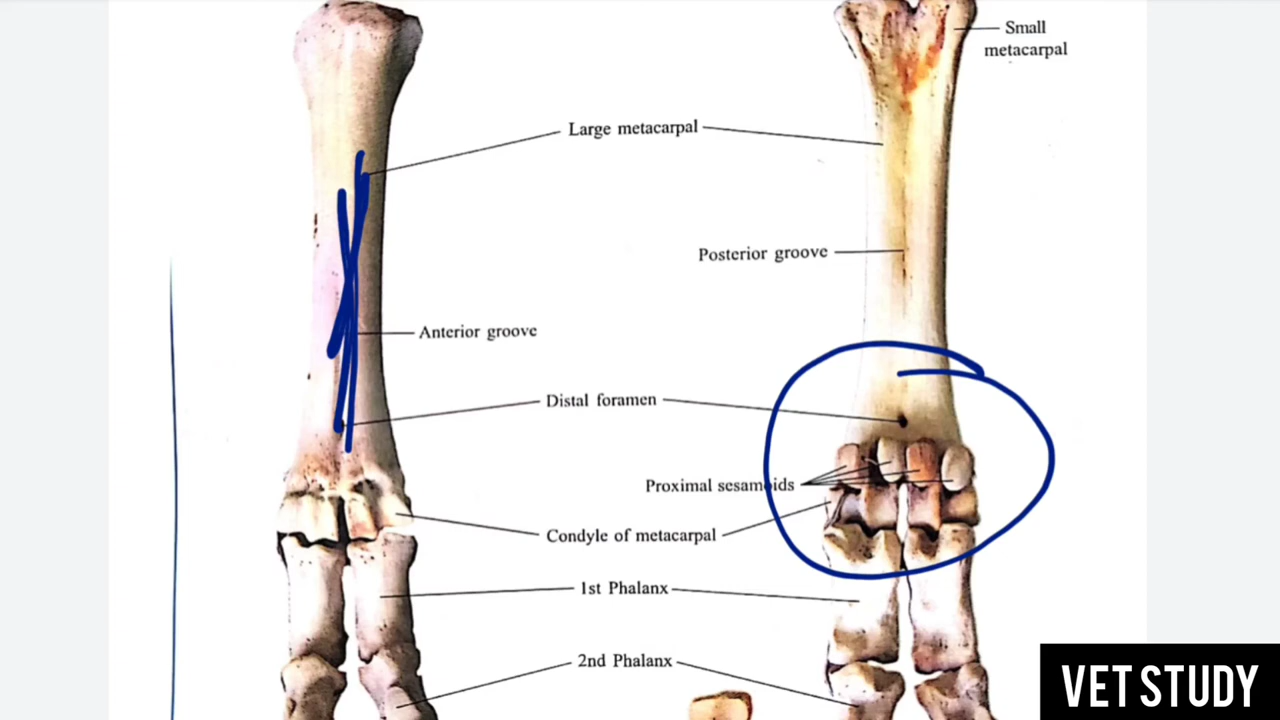 Small
metacarpal
Large metacarpal
Posterior groove
Anterior groove
Distal foramen
Proximal sesamoids
Condyle of metacarpal
1st Phalanx
2nd Phalanx
VET STUDY